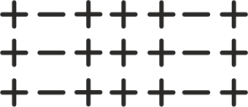 + − + + + − +
+ − + + + − +
+ − + + + − +